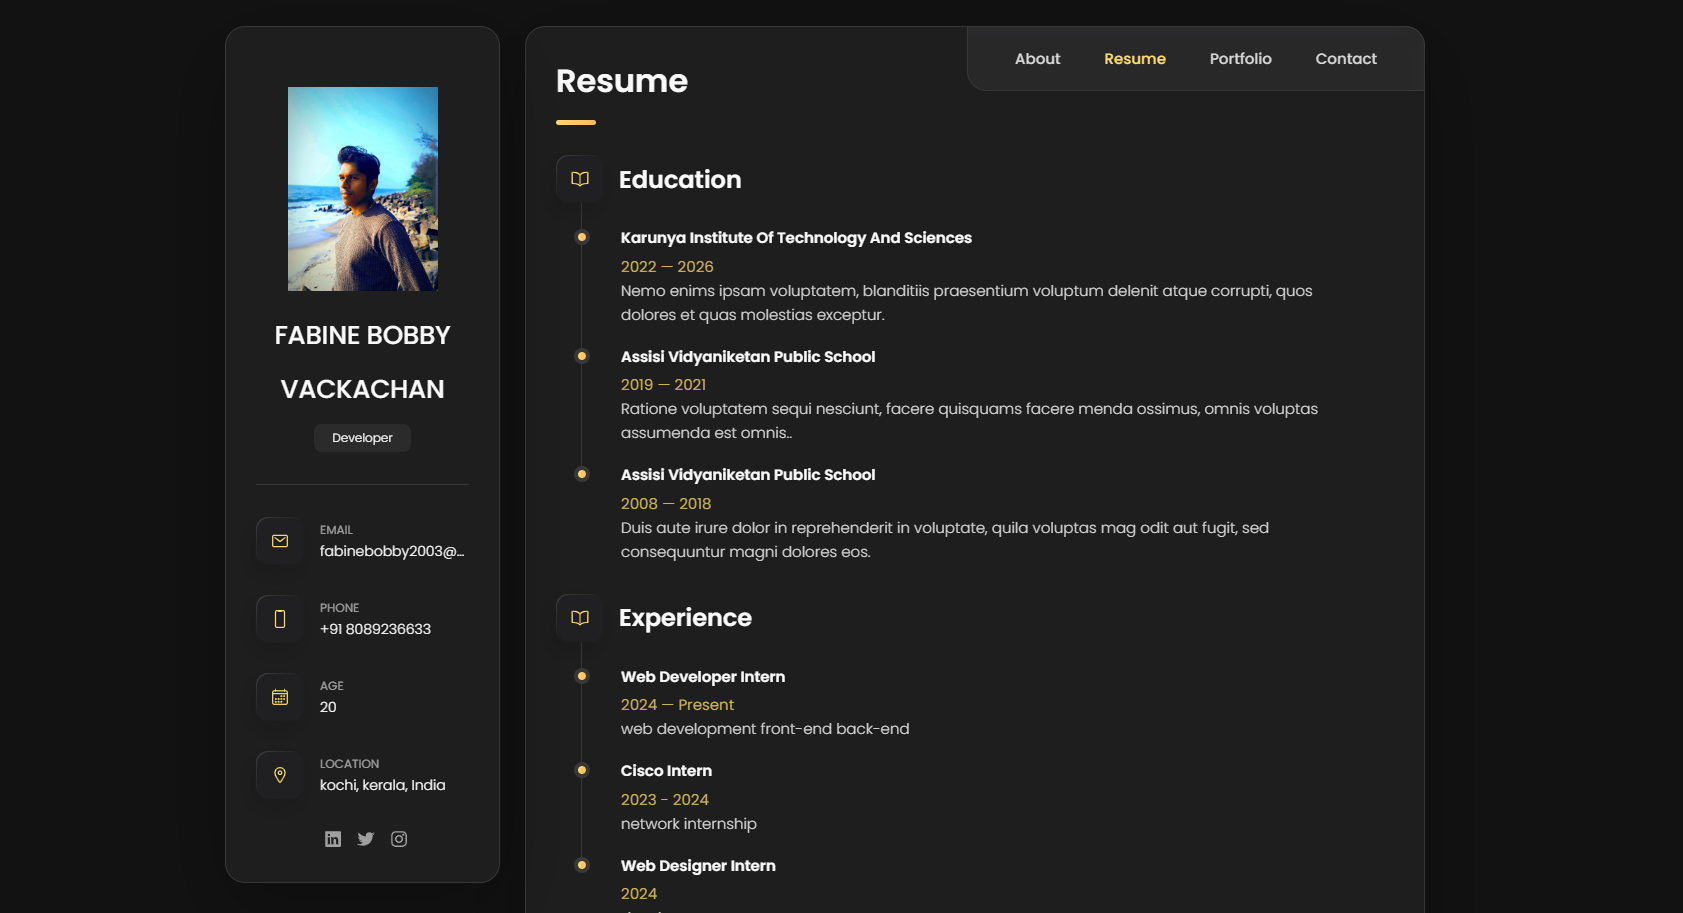 FABINE BOBBY
VACKACHAN
Developer
EMAIL
fabinebobby2003@...
PHONE
+91 8089236633
AGE
20
LOCATION
kochi, kerala, India
About Resume Portfolio Contact
Resume
Education
Karunya Institute Of Technology And Sciences
2022 — 2026
Nemo enims ipsam voluptatem, blanditiis praesentium voluptum delenit atque corrupti, quos
dolores et quas molestias exceptur.
Assisi Vidyaniketan Public School
2019 — 2021
Ratione voluptatem sequi nesciunt, facere quisquams facere menda ossimus, omnis voluptas
assumenda est omnis..
Assisi Vidyaniketan Public School
2008 — 2018
Duis aute irure dolor in reprehenderit in voluptate, quila voluptas mag odit aut fugit, sed
consequuntur magni dolores eos.
Experience
Web Developer Intern
2024 — Present
web development front-end back-end
Cisco Intern
2023 - 2024
network internship
Web Designer Intern
2024